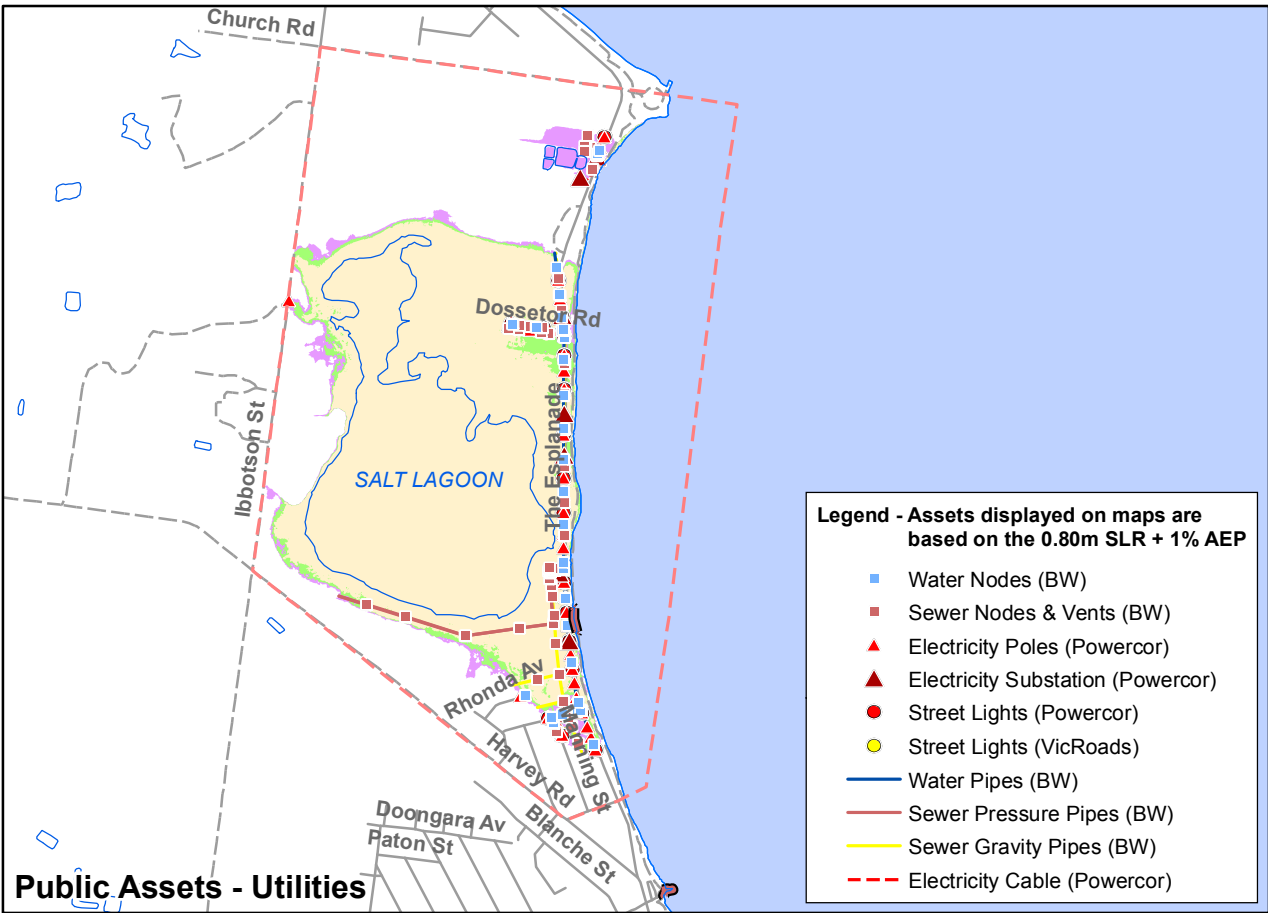 Church Rd
Dossetor Rd
The Esplanade
Ibbotson St
SALT LAGOON
Rhonda Av
Manning St
Harvey Rd
Doongara Av
Blanche St
Paton St
Public Assets - Utilities
Legend - Assets displayed on maps are
based on the 0.80m SLR + 1% AEP
Water Nodes (BW)
Sewer Nodes & Vents (BW)
Electricity Poles (Powercor)
Electricity Substation (Powercor)
Street Lights (Powercor)
Street Lights (VicRoads)
Water Pipes (BW)
Sewer Pressure Pipes (BW)
Sewer Gravity Pipes (BW)
Electricity Cable (Powercor)